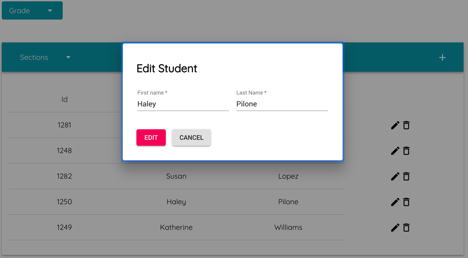 Grade
Sections
+
Edit Student
First name *
Last Name *
Haley
Pilone
EDIT
CANCEL
Id
1281
1248
1282 Susan Lopez
1250 Haley Pilone
1249 Katherine Williams